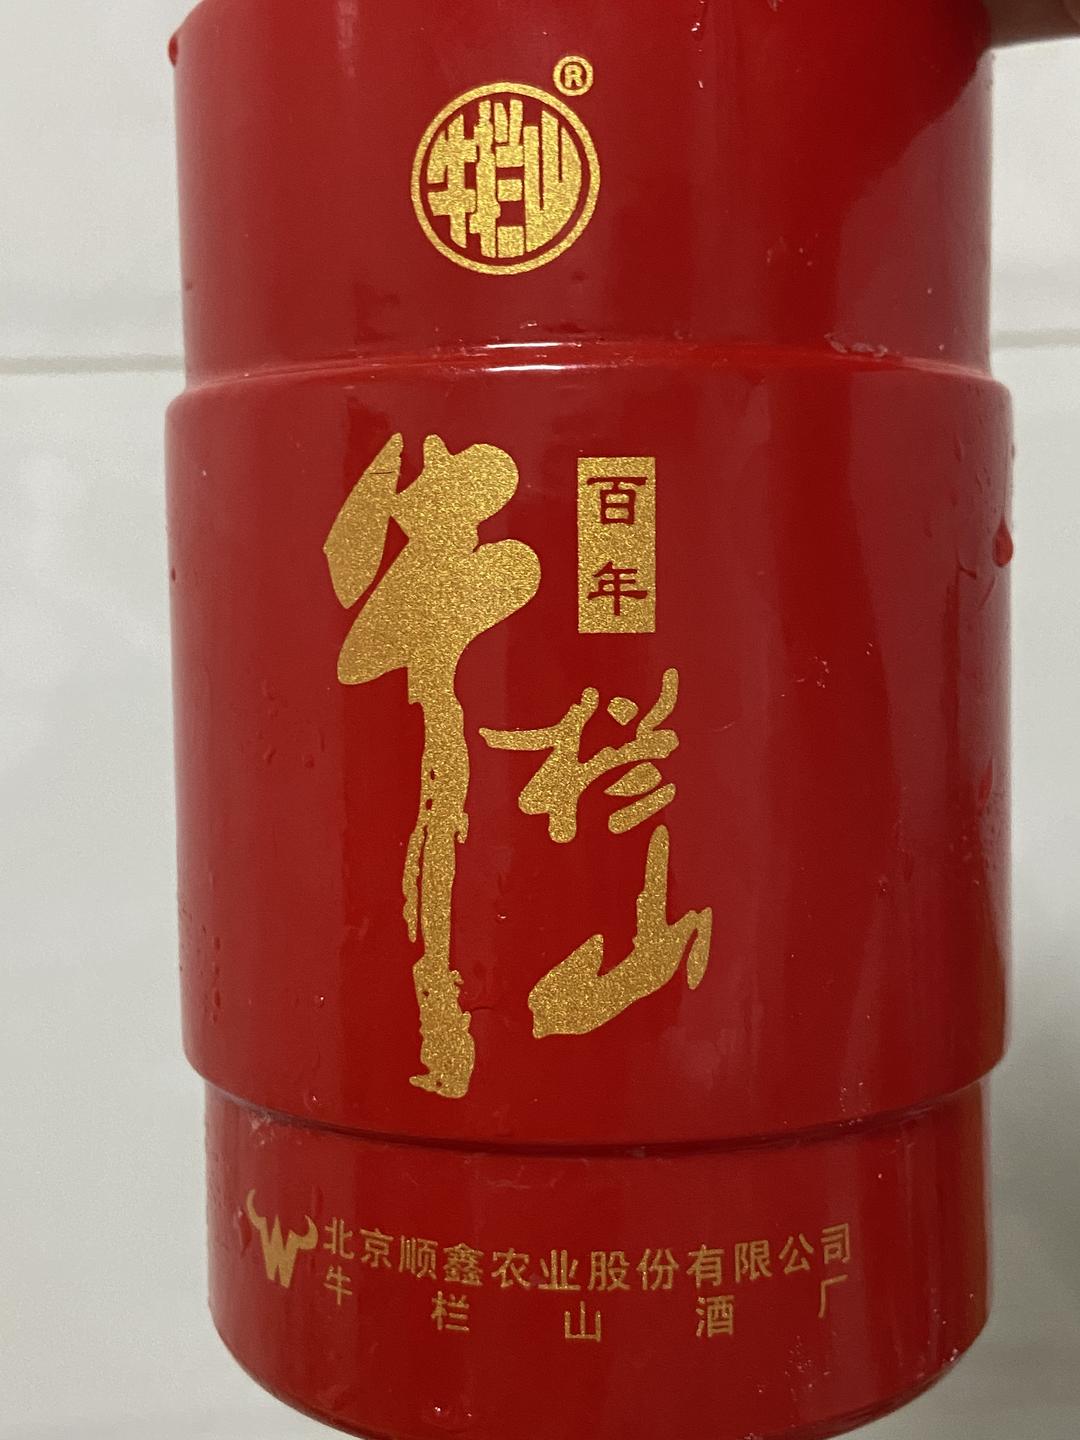 牛栏山
®
百年
牛栏山
北京顺鑫农业股份有限公司
牛栏山酒厂